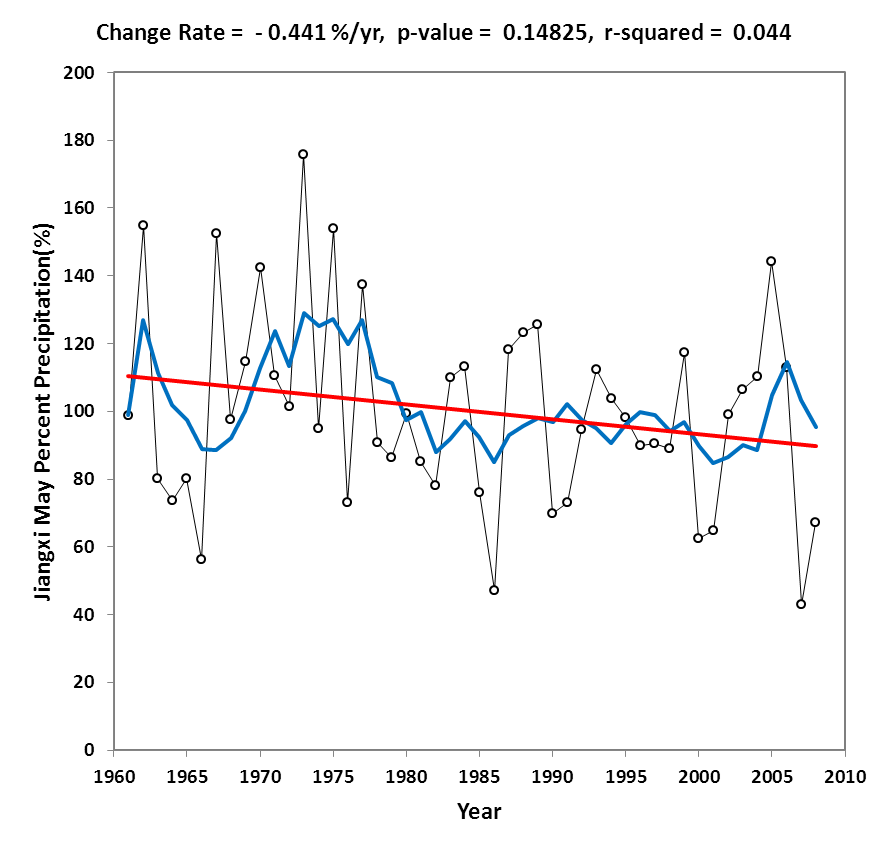 Change Rate = - 0.441 %/yr, p-value = 0.14825, r-squared = 0.044
200
180
160
140
120
100
80
60
40
20
0
Jiangxi May Percent Precipitation(%)
1960 1965 1970 1975 1980 1985 1990 1995 2000 2005 2010
Year